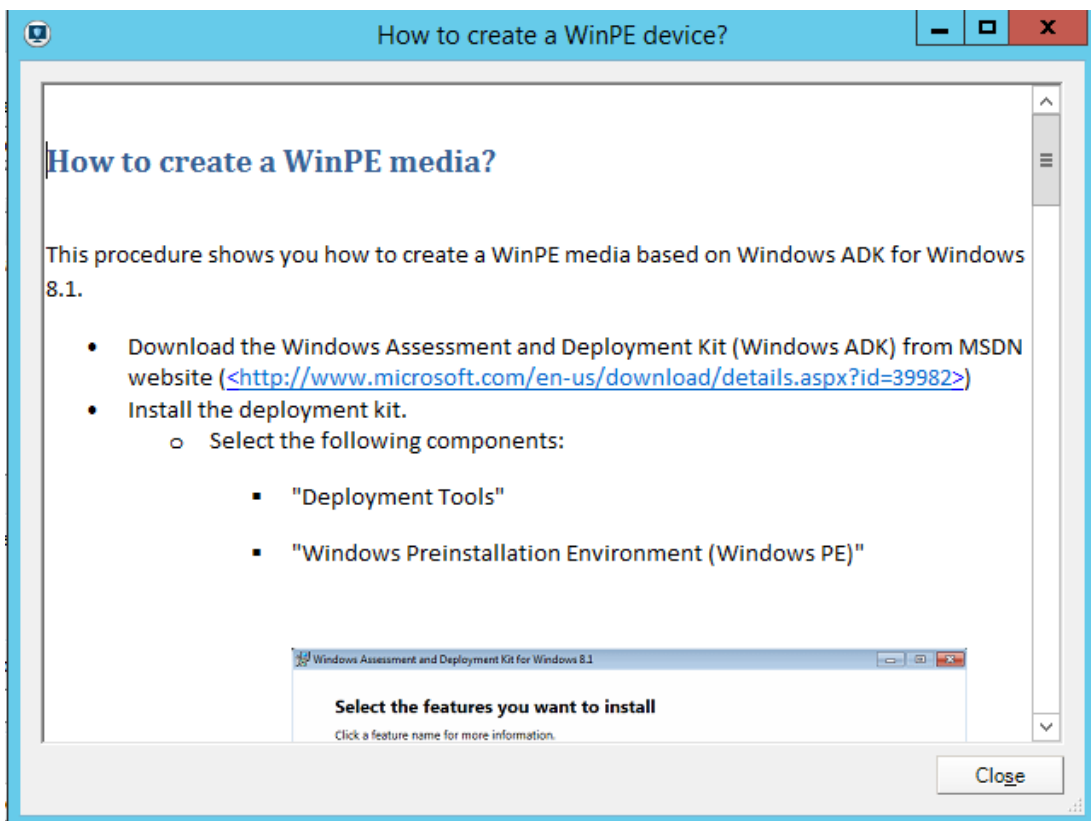 How to create a WinPE device?
How to create a WinPE media?
This procedure shows you how to create a WinPE media based on Windows ADK for Windows
8.1.
• Download the Windows Assessment and Deployment Kit (Windows ADK) from MSDN
website (<http://www.microsoft.com/en-us/download/details.aspx?id=39982>)
• Install the deployment kit.
o Select the following components:
▪ "Deployment Tools"
▪ "Windows Preinstallation Environment (Windows PE)"
Windows Assessment and Deployment Kit for Windows 8.1
Select the features you want to install
Click a feature name for more information.
Close